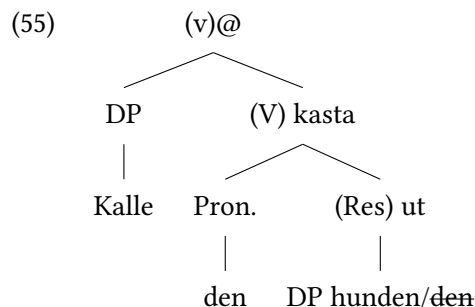 (55) (v)@
DP (V) kasta
Kalle Pron. (Res) ut
den DP hunden/den